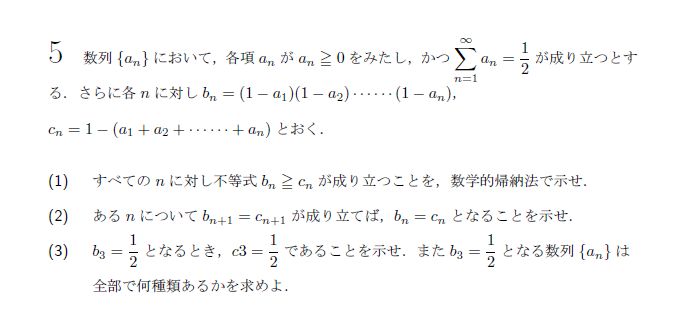 5 数列 {a_n} において，各項 a_n が a_n ≧ 0 をみたし，かつ \sum_{n=1}^{∞} a_n = \frac{1}{2} が成り立つとす
る．さらに各 n に対し b_n = (1 − a_1)(1 − a_2)······(1 − a_n)，
c_n = 1 − (a_1 + a_2 + ······ + a_n) とおく．
(1) すべての n に対し不等式 b_n ≧ c_n が成り立つことを，数学的帰納法で示せ．
(2) ある n について b_{n+1} = c_{n+1} が成り立てば，b_n = c_n となることを示せ．
(3) b_3 = \frac{1}{2} となるとき，c3 = \frac{1}{2} であることを示せ．また b_3 = \frac{1}{2} となる数列 {a_n} は
全部で何種類あるかを求めよ．